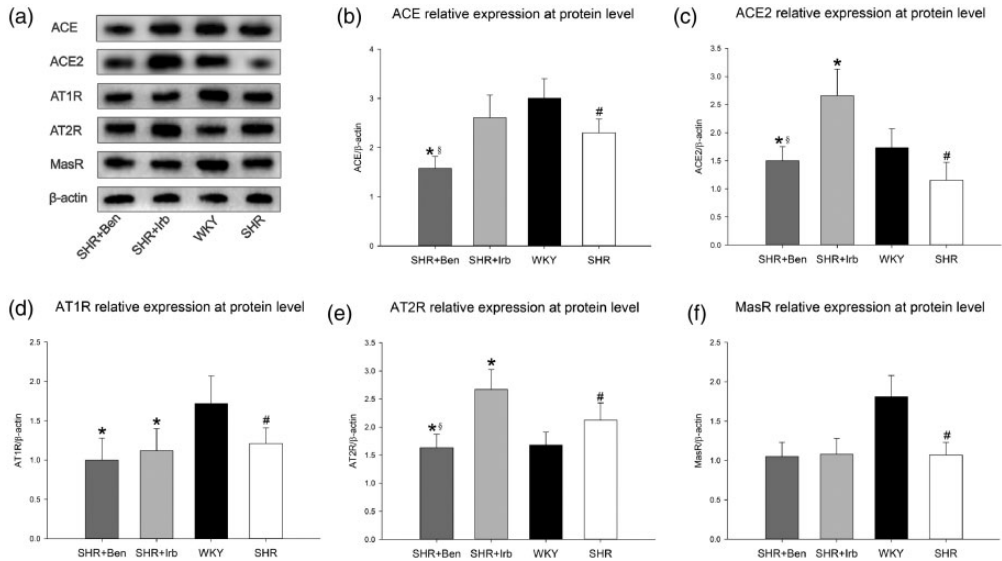 (a)
ACE
ACE2
AT1R
AT2R
MasR
β-actin
SHR+Ben
SHR+Irb
WKY
SHR
(b)
ACE relative expression at protein level
ACE/β-actin
4
3
2
1
0
*§
#
SHR+Ben SHR+Irb WKY SHR
(c)
ACE2 relative expression at protein level
ACE2/β-actin
3.5
3.0
2.5
2.0
1.5
1.0
0.5
0.0
*§
*
#
SHR+Ben SHR+Irb WKY SHR
(d)
AT1R relative expression at protein level
AT1R/β-actin
2.5
2.0
1.5
1.0
0.5
0.0
*
*
#
SHR+Ben SHR+Irb WKY SHR
(e)
AT2R relative expression at protein level
AT2R/β-actin
3.5
3.0
2.5
2.0
1.5
1.0
0.5
0.0
*§
*
#
SHR+Ben SHR+Irb WKY SHR
(f)
MasR relative expression at protein level
MasR/β-actin
2.5
2.0
1.5
1.0
0.5
0.0
#
SHR+Ben SHR+Irb WKY SHR